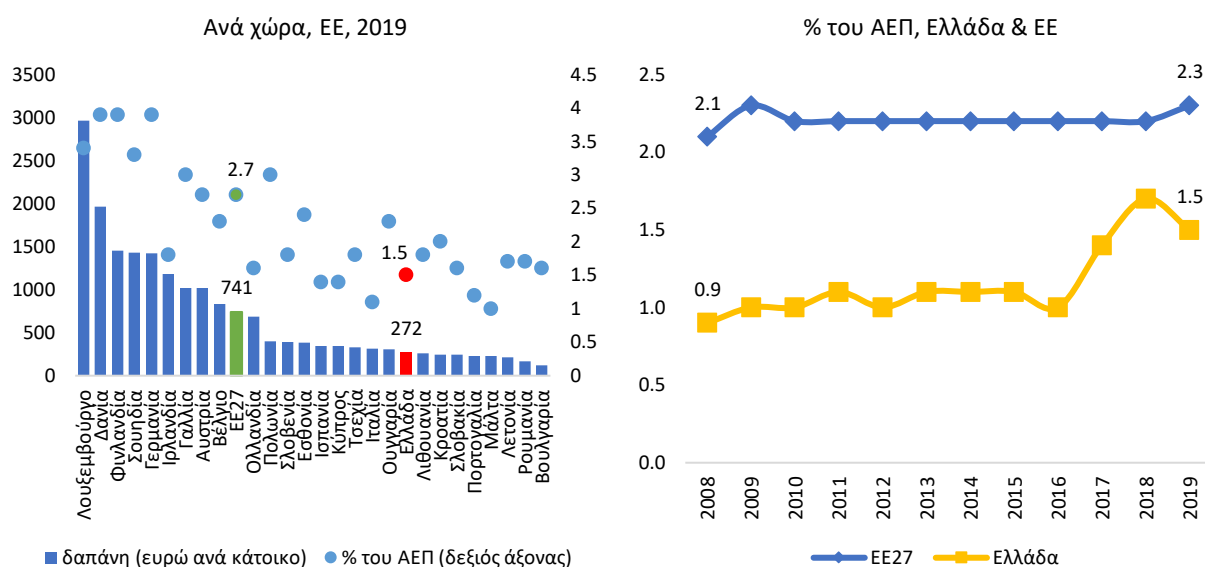 Ανά χώρα, ΕΕ, 2019
3500
3000
2500
2000
1500
1000
500
0
4.5
4
3.5
3
2.5
2
1.5
1
0.5
0
2.7
741
1.5
272
Λουξεμβούργο
Δανία
Φινλανδία
Σουηδία
Γερμανία
Ιρλανδία
Γαλλία
Αυστρία
Βέλγιο
ΕΕ27
Ολλανδία
Πολωνία
Σλοβενία
Εσθονία
Ισπανία
Κύπρος
Τσεχία
Ιταλία
Ουγγαρία
Ελλάδα
Λιθουανία
Κροατία
Σλοβακία
Πορτογαλία
Μάλτα
Λετονία
Ρουμανία
Βουλγαρία
δαπάνη (ευρώ ανά κάτοικο)
% του ΑΕΠ (δεξιός άξονας)
% του ΑΕΠ, Ελλάδα & ΕΕ
2.5
2.0
1.5
1.0
0.5
0.0
2.1
2.3
0.9
1.5
2008
2009
2010
2011
2012
2013
2014
2015
2016
2017
2018
2019
ΕΕ27
Ελλάδα